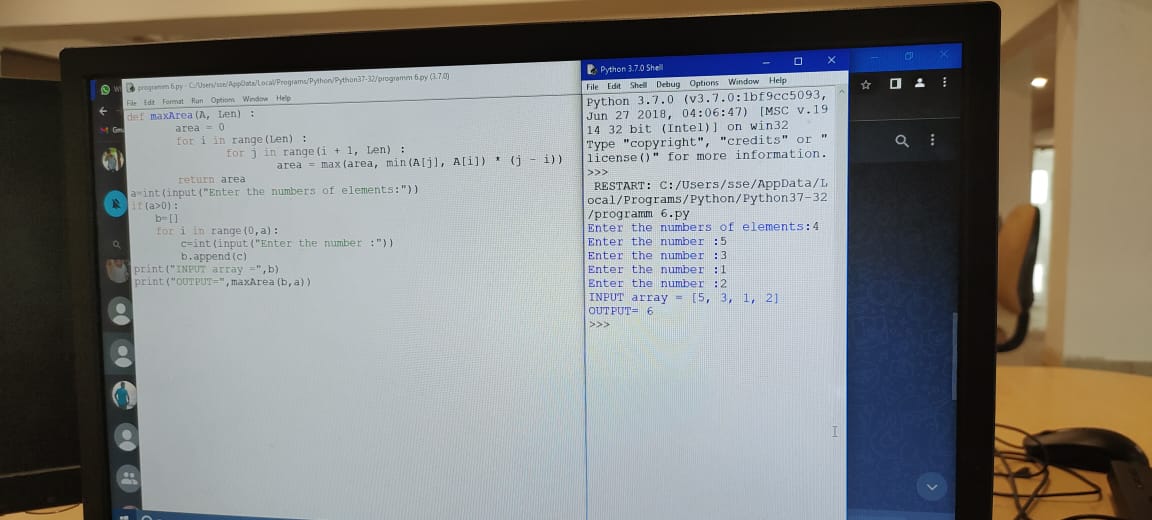 programm 6.py - C:/Users/sse/AppData/Local/Programs/Python/Python37-32/programm 6.py (3.7.0)
File Edit Format Run Options Window Help
def maxArea(A, Len) :
area = 0
for i in range(Len) :
for j in range(i + 1, Len) :
area = max(area, min(A[j], A[i]) * (j - i))
return area
a=int(input("Enter the numbers of elements:"))
if(a>0):
b=[]
for i in range(0,a):
c=int(input("Enter the number :"))
b.append(c)
print("INPUT array =",b)
print("OUTPUT=",maxArea(b,a))
Python 3.7.0 Shell
File Edit Shell Debug Options Window Help
Python 3.7.0 (v3.7.0:1bf9cc5093,
Jun 27 2018, 04:06:47) [MSC v.19
14 32 bit (Intel)] on win32
Type "copyright", "credits" or "
license()" for more information.
>>>
RESTART: C:/Users/sse/AppData/L
ocal/Programs/Python/Python37-32
/programm 6.py
Enter the numbers of elements:4
Enter the number :5
Enter the number :3
Enter the number :1
Enter the number :2
INPUT array = [5, 3, 1, 2]
OUTPUT= 6
>>>